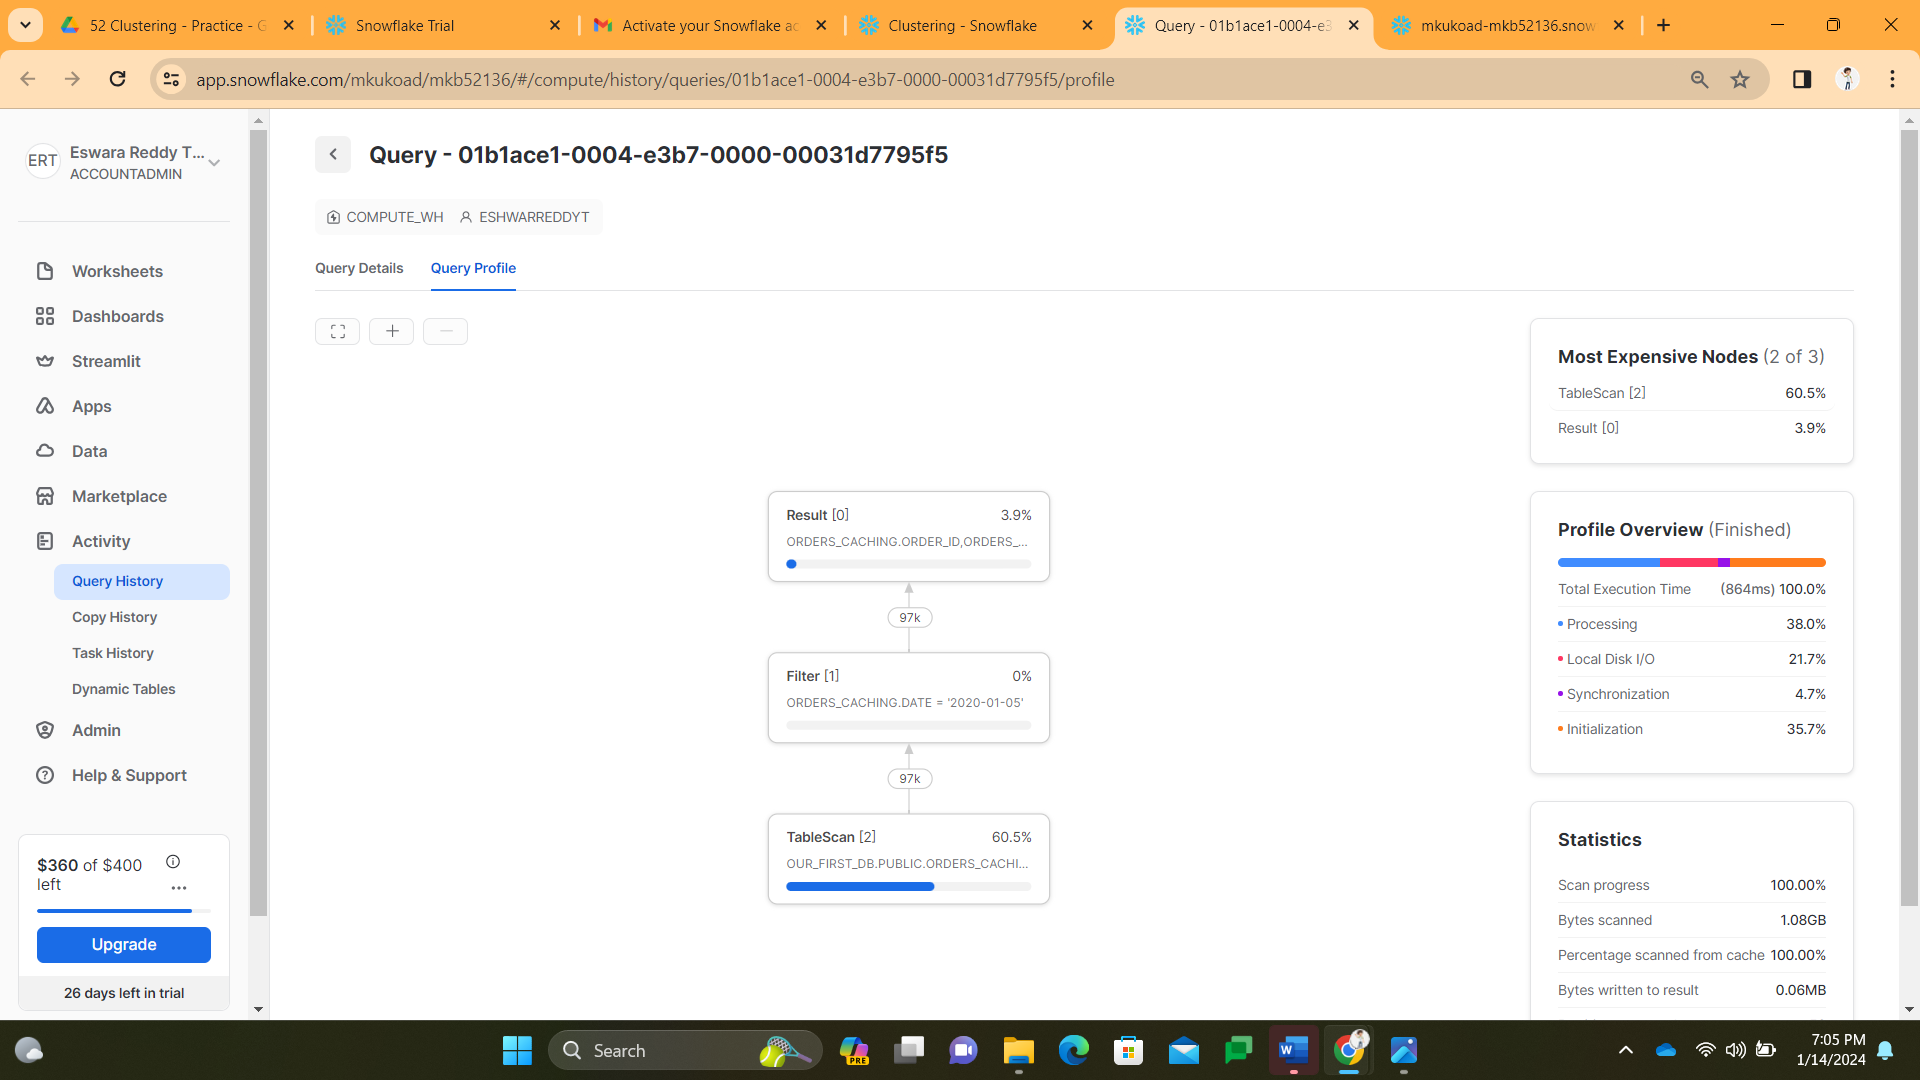 52 Clustering - Practice - G
Snowflake Trial
Activate your Snowflake ac
Clustering - Snowflake
Query - 01b1ace1-0004-e3
mkukoad-mkb52136.snow
app.snowflake.com/mkukoad/mkb52136/#/compute/history/queries/01b1ace1-0004-e3b7-0000-00031d7795f5/profile
ERT
Eswara Reddy T...
ACCOUNTADMIN
Worksheets
Dashboards
Streamlit
Apps
Data
Marketplace
Activity
Query History
Copy History
Task History
Dynamic Tables
Admin
Help & Support
$360 of $400
left
Upgrade
26 days left in trial
Query - 01b1ace1-0004-e3b7-0000-00031d7795f5
COMPUTE_WH ESHWARREDDYT
Query Details Query Profile
Result [0] 3.9%
ORDERS_CACHING.ORDER_ID,ORDERS_...
97k
Filter [1] 0%
ORDERS_CACHING.DATE = '2020-01-05'
97k
TableScan [2] 60.5%
OUR_FIRST_DB.PUBLIC.ORDERS_CACHI...
Most Expensive Nodes (2 of 3)
TableScan [2] 60.5%
Result [0] 3.9%
Profile Overview (Finished)
Total Execution Time (864ms) 100.0%
Processing 38.0%
Local Disk I/O 21.7%
Synchronization 4.7%
Initialization 35.7%
Statistics
Scan progress 100.00%
Bytes scanned 1.08GB
Percentage scanned from cache 100.00%
Bytes written to result 0.06MB
Search
PRE
W
7:05 PM
1/14/2024